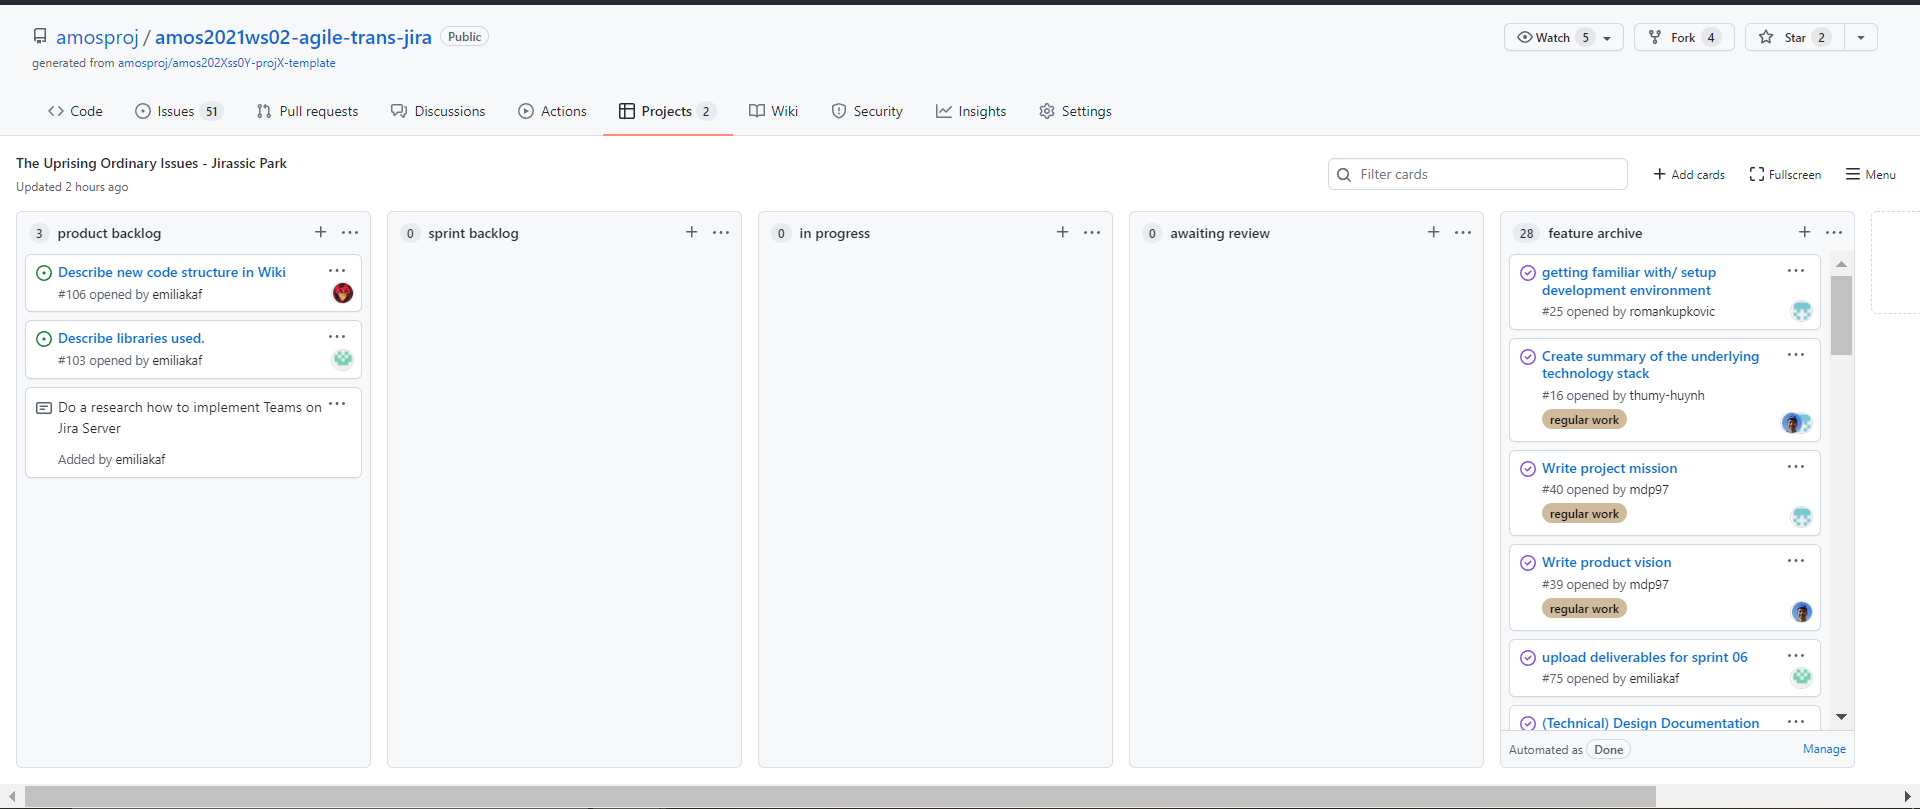 amosproj / amos2021ws02-agile-trans-jira Public
generated from amosproj/amos202Xss0Y-projX-template
Watch 5
Fork 4
Star 2
Code
Issues 51
Pull requests
Discussions
Actions
Projects 2
Wiki
Security
Insights
Settings
The Uprising Ordinary Issues - Jirassic Park
Updated 2 hours ago
Filter cards
Add cards
Fullscreen
Menu
3 product backlog
Describe new code structure in Wiki
#106 opened by emiliakaf
Describe libraries used.
#103 opened by emiliakaf
Do a research how to implement Teams on
Jira Server
Added by emiliakaf
0 sprint backlog
0 in progress
0 awaiting review
28 feature archive
getting familiar with/ setup
development environment
#25 opened by romankupkovic
Create summary of the underlying
technology stack
#16 opened by thumy-huynh
regular work
Write project mission
#40 opened by mdp97
regular work
Write product vision
#39 opened by mdp97
regular work
upload deliverables for sprint 06
#75 opened by emiliakaf
(Technical) Design Documentation
Automated as Done
Manage